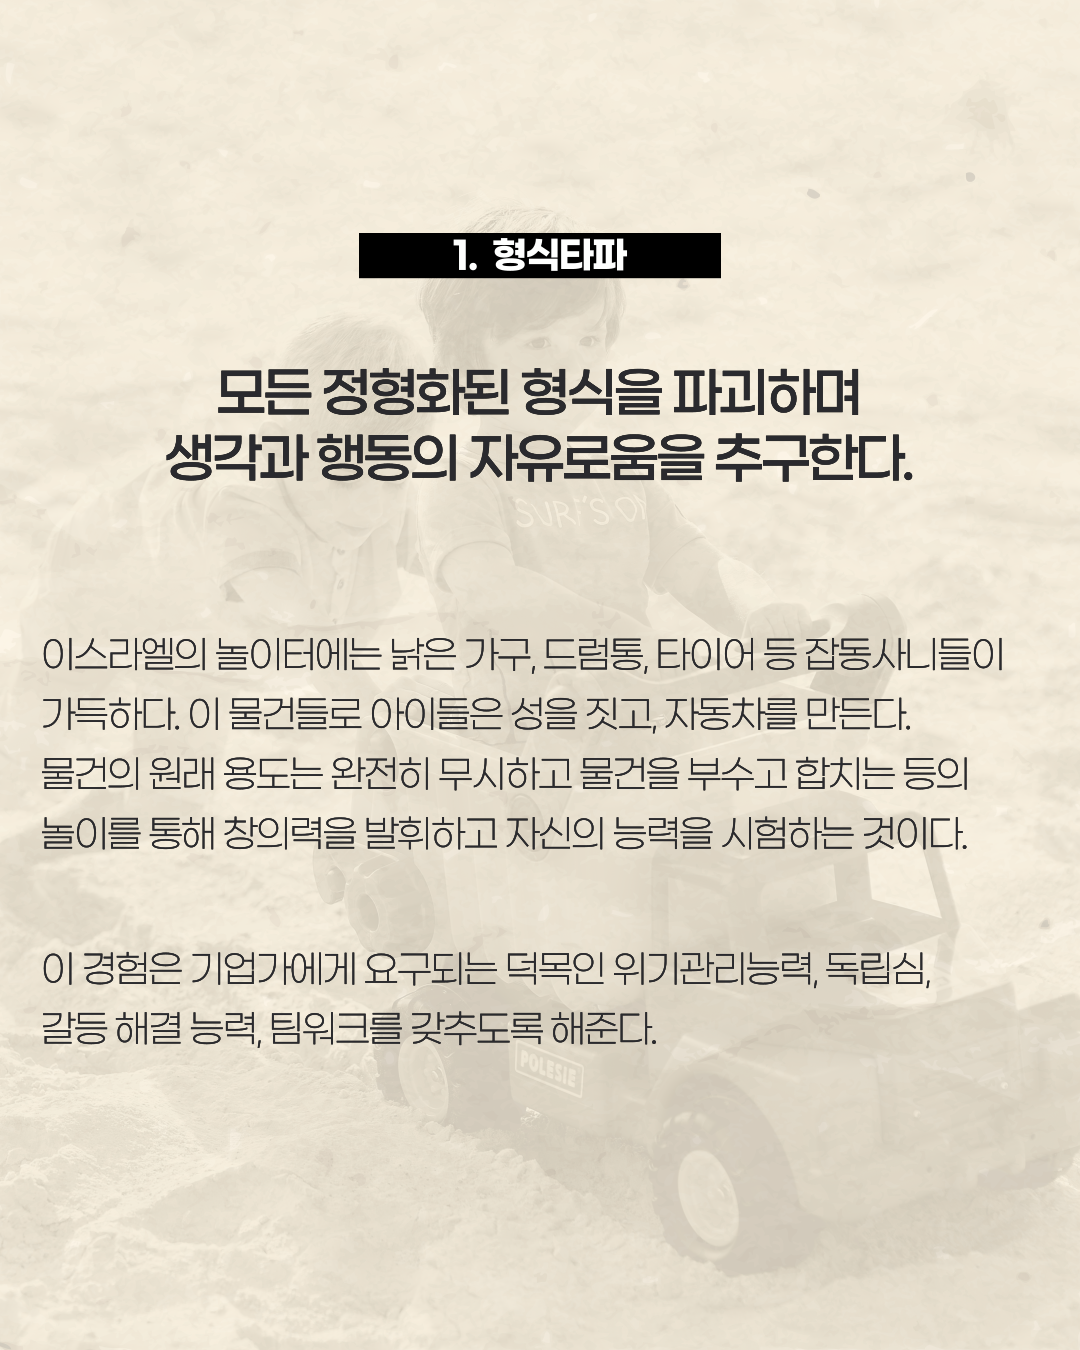 1. 형식타파
모든 정형화된 형식을 파괴하며
생각과 행동의 자유로움을 추구한다.
SURF'S ON
이스라엘의 놀이터에는 낡은 가구, 드럼통, 타이어 등 잡동사니들이
가득하다. 이 물건들로 아이들은 성을 짓고, 자동차를 만든다.
물건의 원래 용도는 완전히 무시하고 물건을 부수고 합치는 등의
놀이를 통해 창의력을 발휘하고 자신의 능력을 시험하는 것이다.
이 경험은 기업가에게 요구되는 덕목인 위기관리능력, 독립심,
갈등 해결 능력, 팀워크를 갖추도록 해준다.
POLESIE